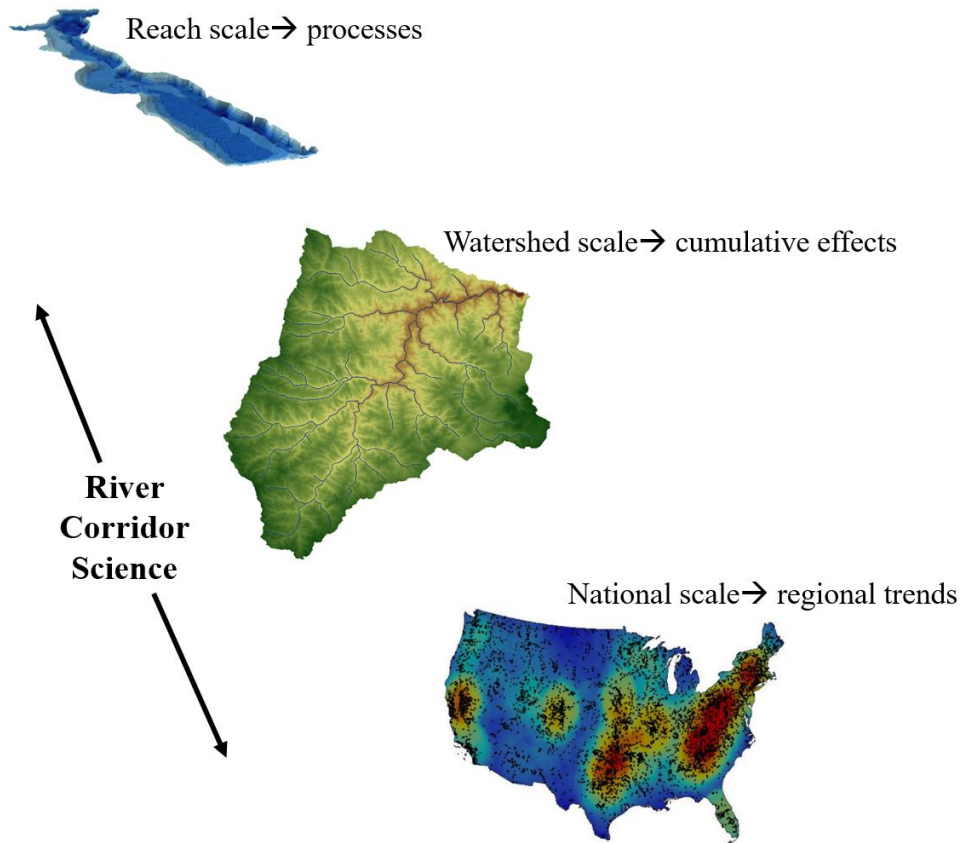 Reach scale→ processes
Watershed scale→ cumulative effects
River
Corridor
Science
National scale→ regional trends